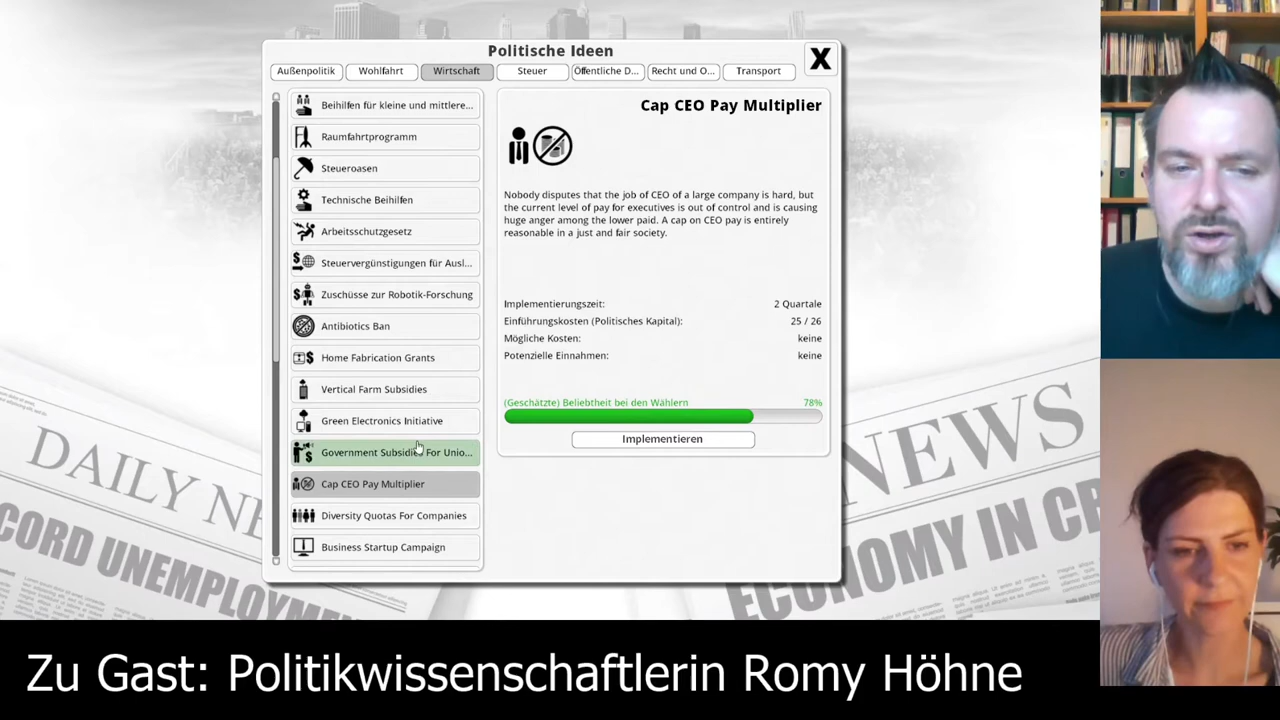 Politische Ideen
X
Außenpolitik
Wohlfahrt
Wirtschaft
Steuer
Öffentliche D...
Recht und O...
Transport
Beihilfen für kleine und mittlere...
Raumfahrtprogramm
Steueroasen
Technische Beihilfen
Arbeitsschutzgesetz
Steuervergünstigungen für Ausl...
Zuschüsse zur Robotik-Forschung
Antibiotics Ban
Home Fabrication Grants
Vertical Farm Subsidies
Green Electronics Initiative
Government Subsidies For Unio...
Cap CEO Pay Multiplier
Diversity Quotas For Companies
Business Startup Campaign
Cap CEO Pay Multiplier
Nobody disputes that the job of CEO of a large company is hard, but
the current level of pay for executives is out of control and is causing
huge anger among the lower paid. A cap on CEO pay is entirely
reasonable in a just and fair society.
Implementierungszeit: 2 Quartale
Einführungskosten (Politisches Kapital): 25 / 26
Mögliche Kosten: keine
Potenzielle Einnahmen: keine
(Geschätzte) Beliebtheit bei den Wählern 78%
Implementieren
DAILY NE
CORD UNEMPLOYM
NEWS
ECONOMY IN CR
Zu Gast: Politikwissenschaftlerin Romy Höhne